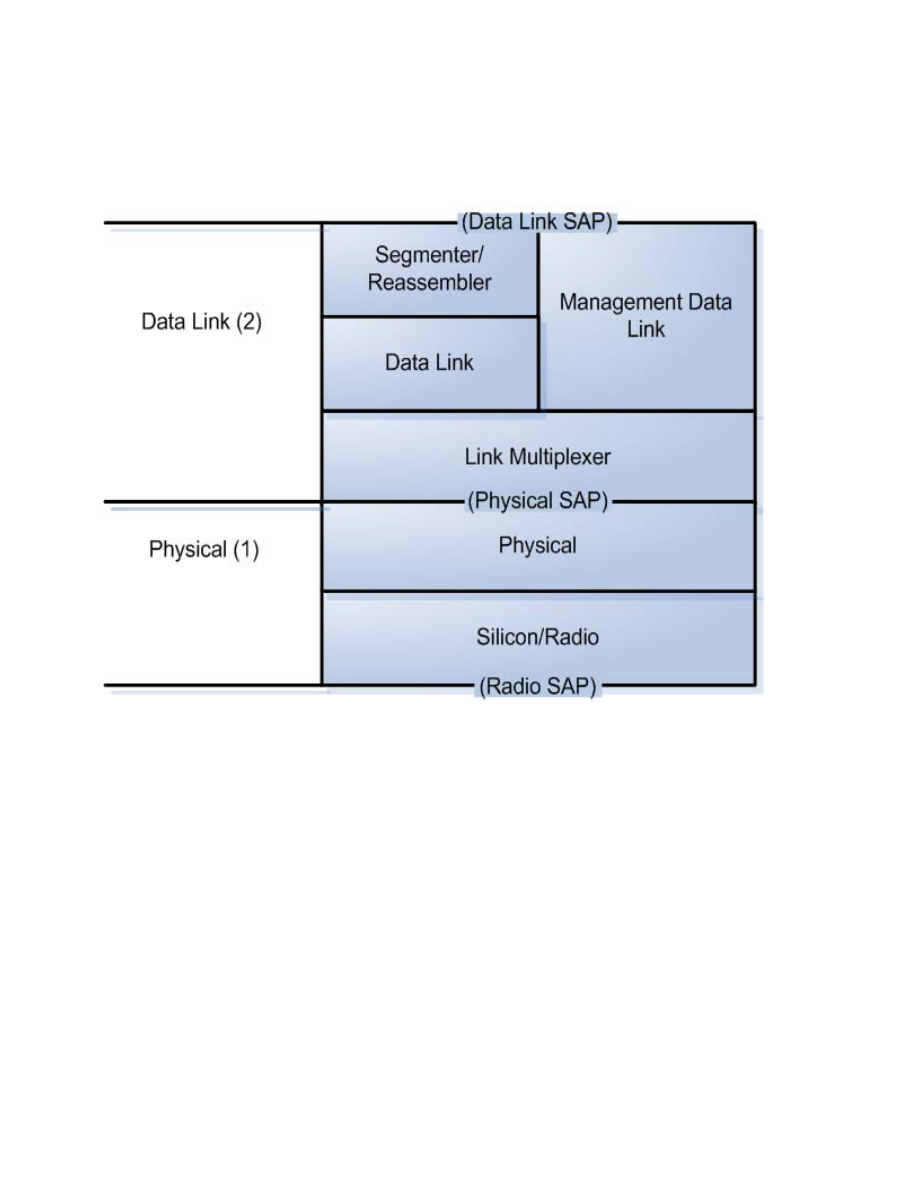 (Data Link SAP)
Segmenter/
Reassembler
Management Data
Link
Data Link (2)
Data Link
Link Multiplexer
(Physical SAP)
Physical (1)
Physical
Silicon/Radio
(Radio SAP)